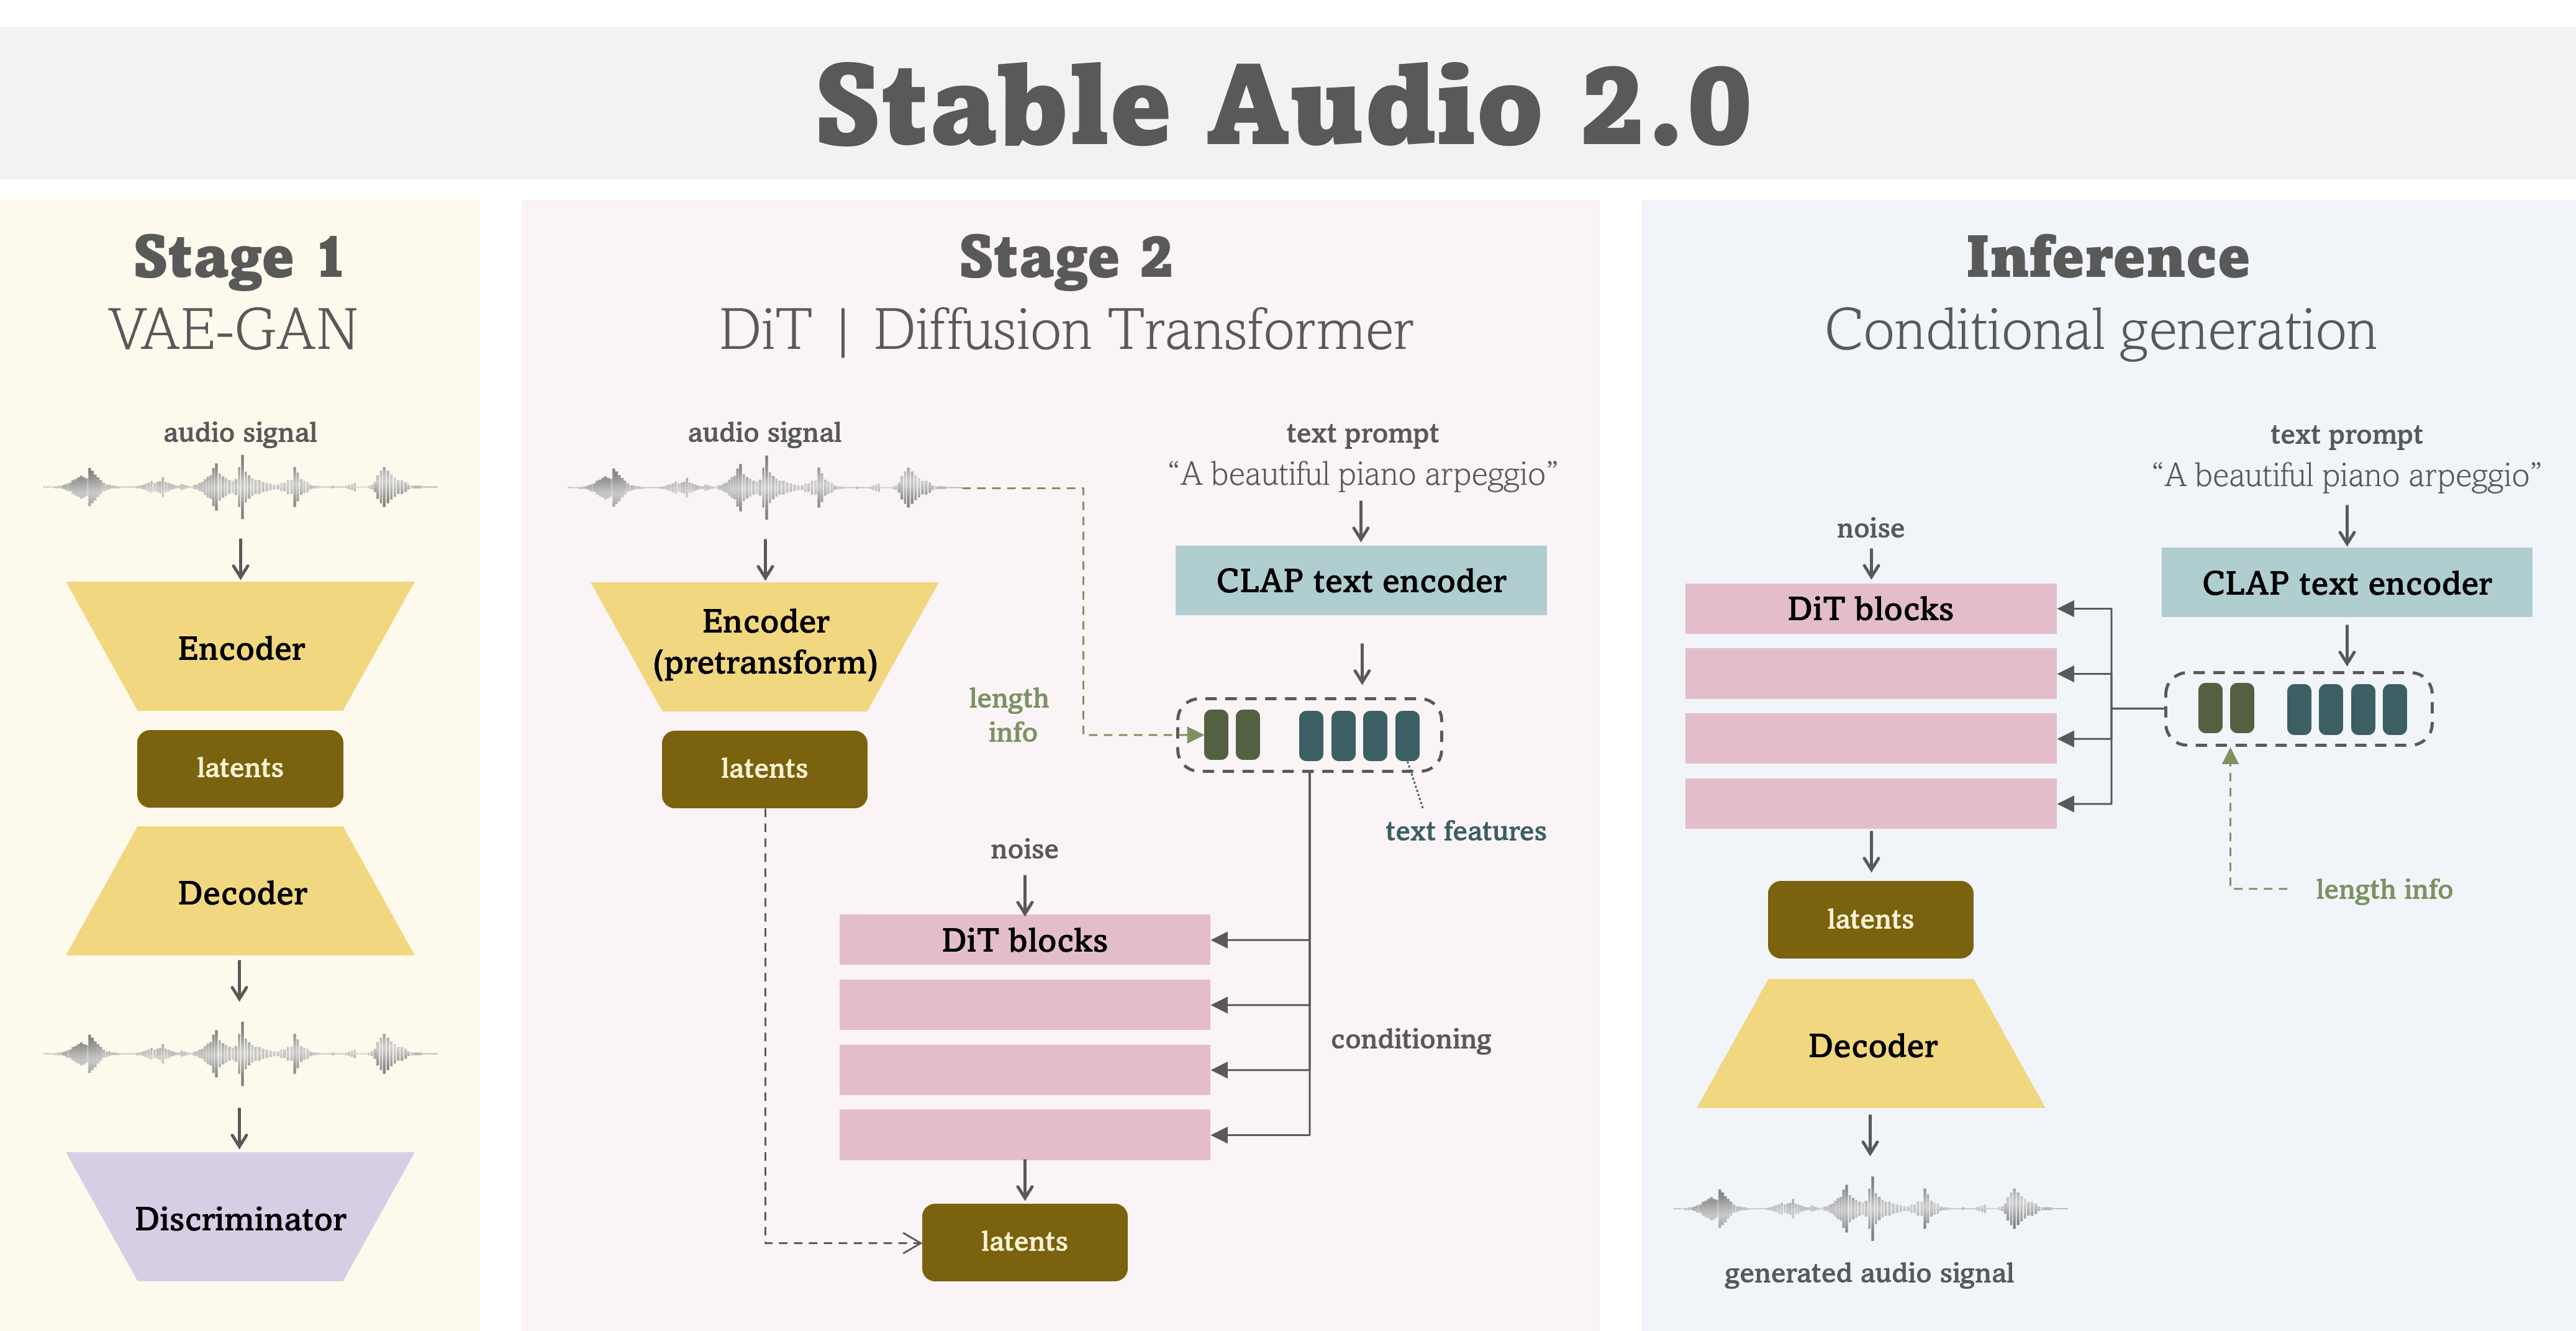 Stable Audio 2.0
Stage 1
VAE-GAN
audio signal
Encoder
latents
Decoder
Discriminator
Stage 2
DiT | Diffusion Transformer
audio signal
Encoder
(pretransform)
latents
length
info
text prompt
“A beautiful piano arpeggio”
CLAP text encoder
text features
noise
DiT blocks
conditioning
latents
Inference
Conditional generation
text prompt
“A beautiful piano arpeggio”
CLAP text encoder
noise
DiT blocks
length info
latents
Decoder
generated audio signal